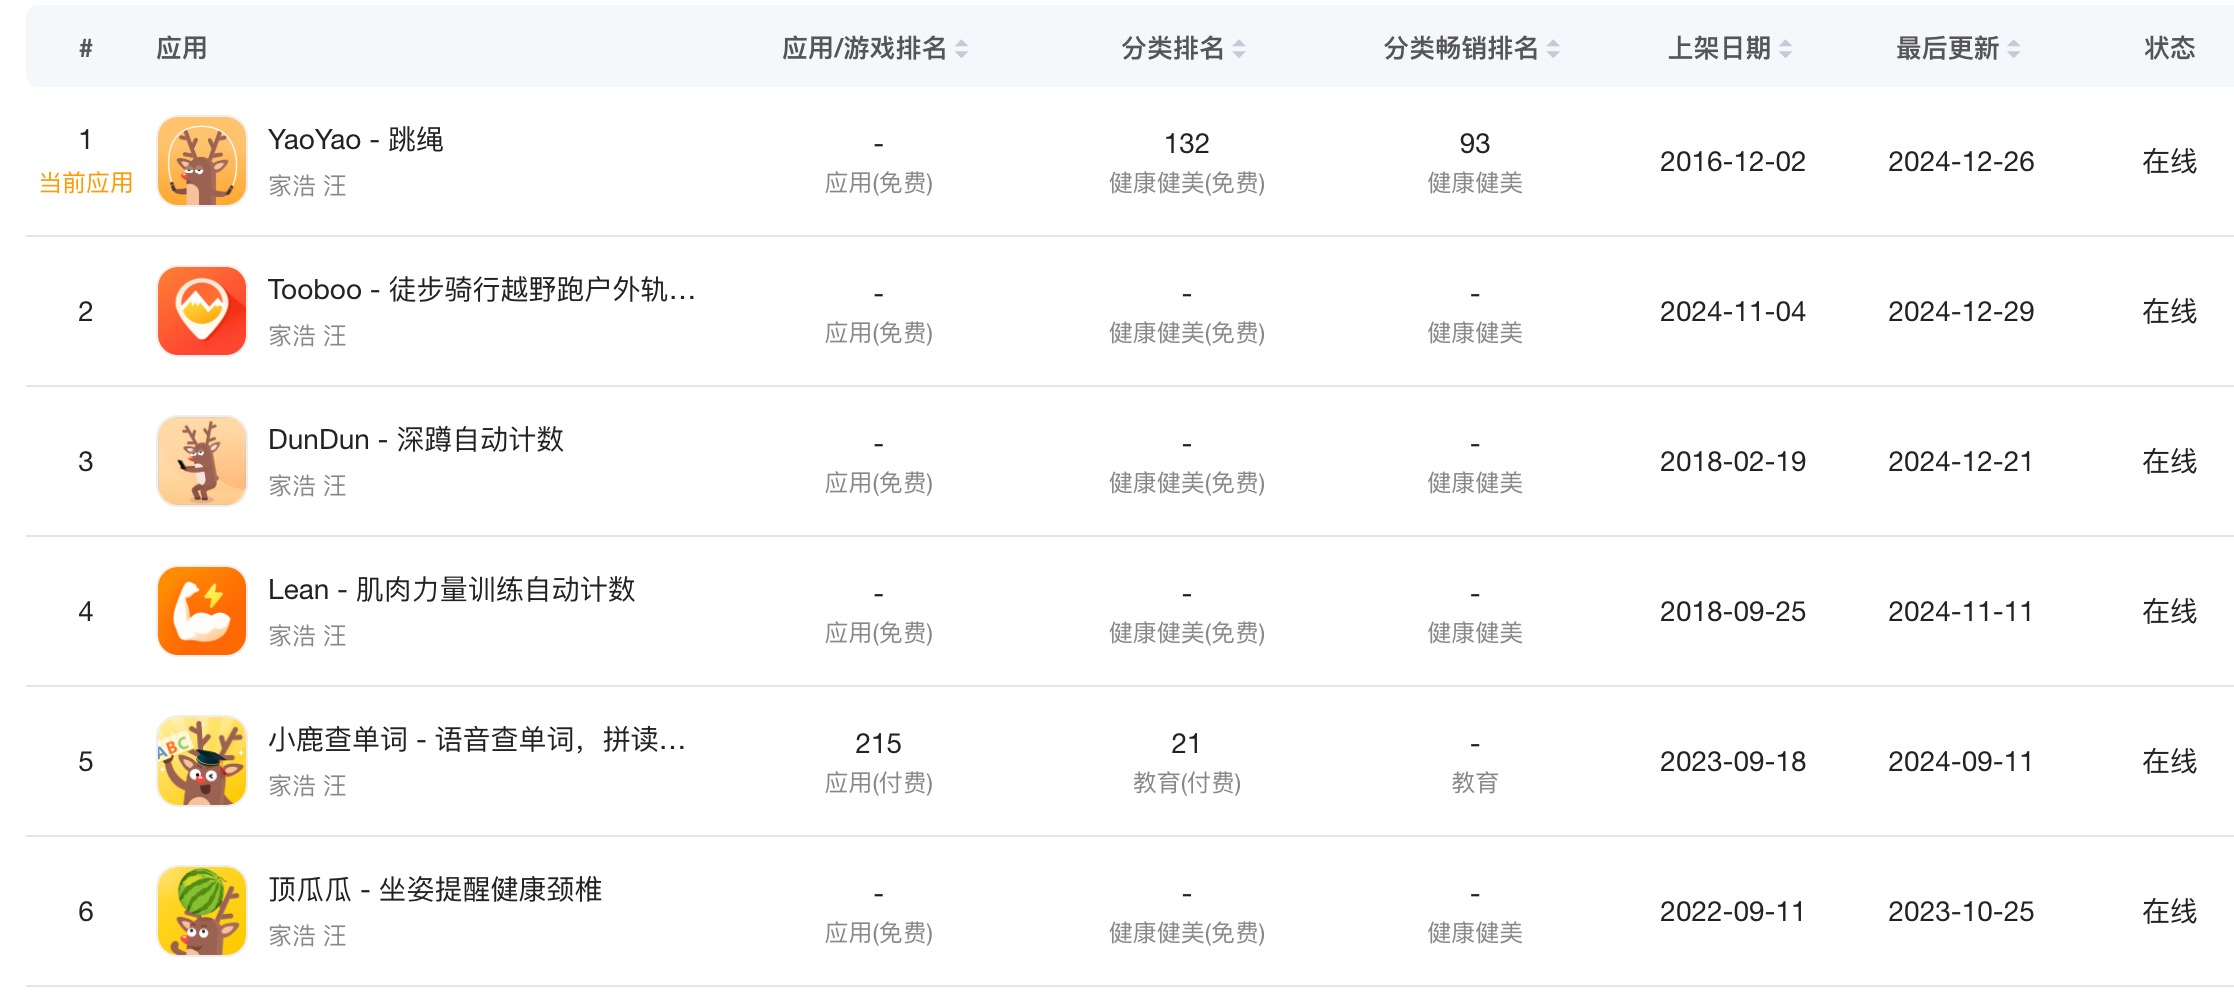 # 应用 应用/游戏排名 分类排名 分类畅销排名 上架日期 最后更新 状态
1 YaoYao - 跳绳 - 132 93 2016-12-02 2024-12-26 在线
当前应用 家浩 汪 应用(免费) 健康健美(免费) 健康健美
2 Tooboo - 徒步骑行越野跑户外轨... - - - 2024-11-04 2024-12-29 在线
家浩 汪 应用(免费) 健康健美(免费) 健康健美
3 DunDun - 深蹲自动计数 - - - 2018-02-19 2024-12-21 在线
家浩 汪 应用(免费) 健康健美(免费) 健康健美
4 Lean - 肌肉力量训练自动计数 - - - 2018-09-25 2024-11-11 在线
家浩 汪 应用(免费) 健康健美(免费) 健康健美
ABC
5 小鹿查单词 - 语音查单词，拼读... 215 21 - 2023-09-18 2024-09-11 在线
家浩 汪 应用(付费) 教育(付费) 教育
6 顶瓜瓜 - 坐姿提醒健康颈椎 - - - 2022-09-11 2023-10-25 在线
家浩 汪 应用(免费) 健康健美(免费) 健康健美